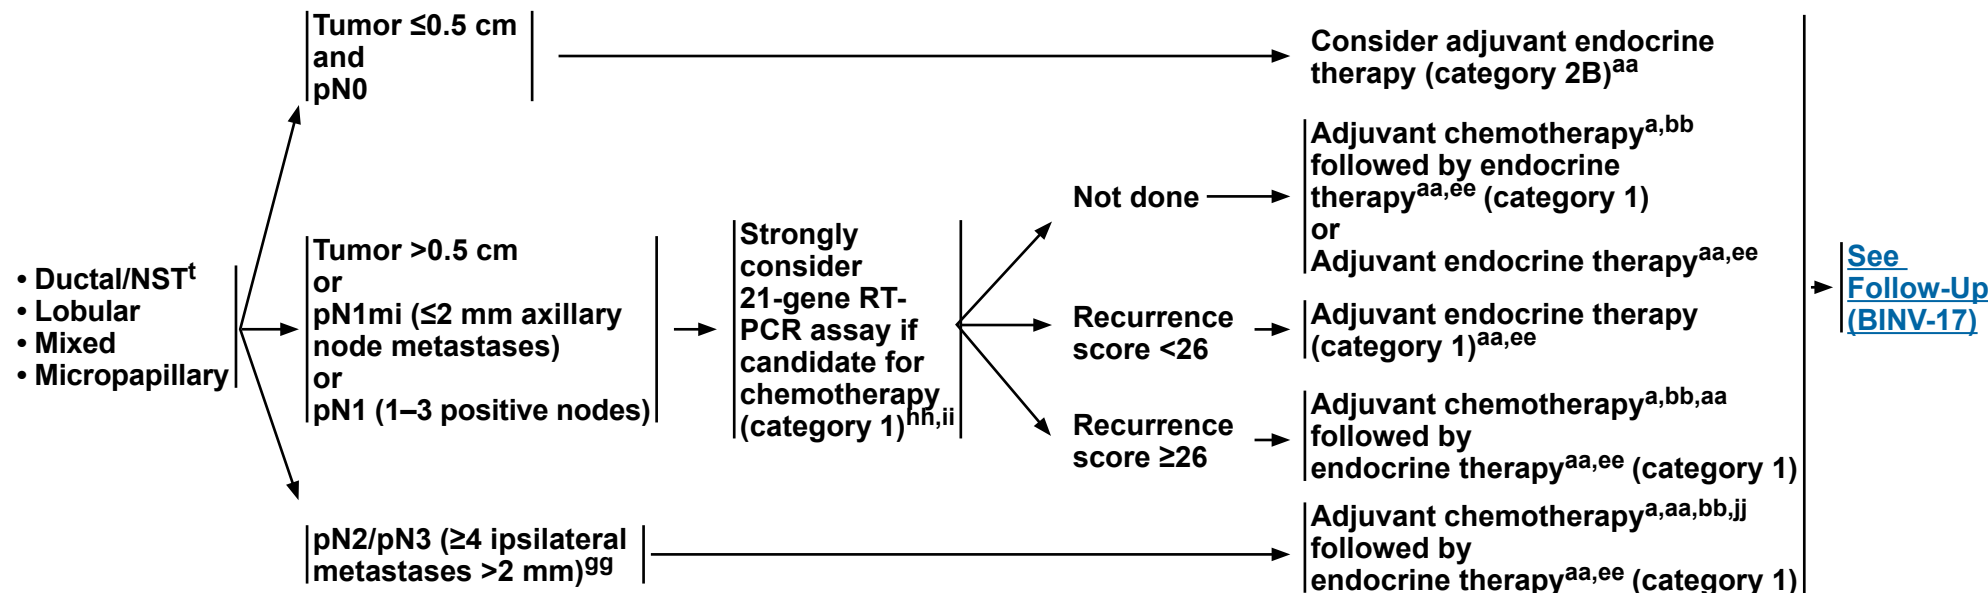 • Ductal/NSTᵗ
• Lobular
• Mixed
• Micropapillary
Tumor ≤0.5 cm
and
pN0
Consider adjuvant endocrine
therapy (category 2B)ᵃᵃ
Tumor >0.5 cm
or
pN1mi (≤2 mm axillary
node metastases)
or
pN1 (1–3 positive nodes)
Strongly
consider
21-gene RT-
PCR assay if
candidate for
chemotherapy
(category 1)ʰʰ,ⁱⁱ
Not done
Adjuvant chemotherapyᵃ,ᵇᵇ
followed by endocrine
therapyᵃᵃ,ᵉᵉ (category 1)
or
Adjuvant endocrine therapyᵃᵃ,ᵉᵉ
Recurrence
score <26
Adjuvant endocrine therapy
(category 1)ᵃᵃ,ᵉᵉ
Recurrence
score ≥26
Adjuvant chemotherapyᵃ,ᵇᵇ,ᵃᵃ
followed by
endocrine therapyᵃᵃ,ᵉᵉ (category 1)
pN2/pN3 (≥4 ipsilateral
metastases >2 mm)ᵍᵍ
Adjuvant chemotherapyᵃ,ᵃᵃ,ᵇᵇ,ʲʲ
followed by
endocrine therapyᵃᵃ,ᵉᵉ (category 1)
See
Follow-Up
(BINV-17)